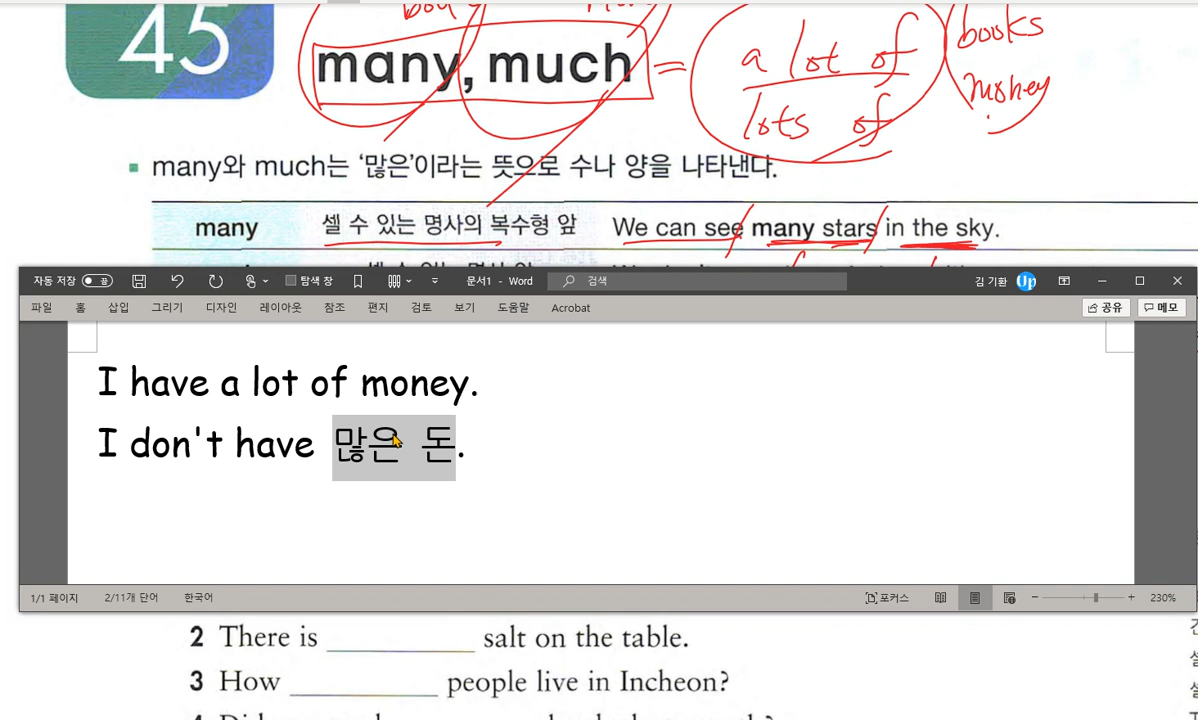 45
many, much = a lot of books
lots of money
many와 much는 ‘많은’이라는 뜻으로 수나 양을 나타낸다.
many 셀 수 있는 명사의 복수형 앞 We can see many stars in the sky.
자동 저장 끔 탐색 창 문서1 - Word 검색 김 기환
파일 홈 삽입 그리기 디자인 레이아웃 참조 편지 검토 보기 도움말 Acrobat 공유 메모
I have a lot of money.
I don't have 많은 돈.
1/1 페이지 2/11개 단어 한국어 포커스 230%
2 There is ________ salt on the table.
3 How ________ people live in Incheon?